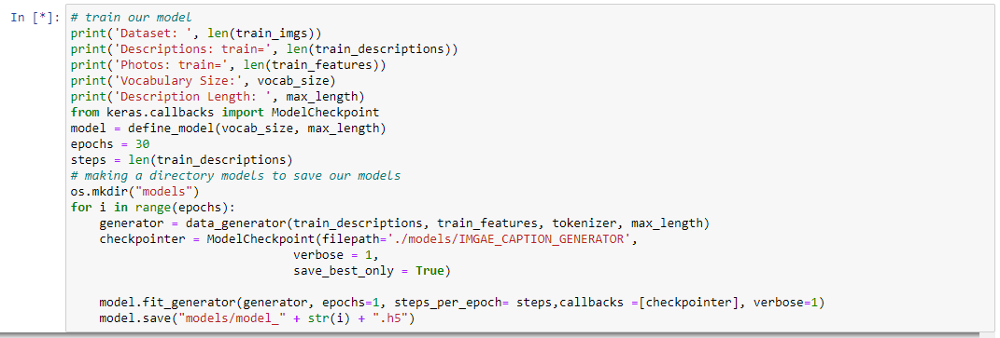 In [*]: # train our model
print('Dataset: ', len(train_imgs))
print('Descriptions: train=', len(train_descriptions))
print('Photos: train=', len(train_features))
print('Vocabulary Size:', vocab_size)
print('Description Length: ', max_length)
from keras.callbacks import ModelCheckpoint
model = define_model(vocab_size, max_length)
epochs = 30
steps = len(train_descriptions)
# making a directory models to save our models
os.mkdir("models")
for i in range(epochs):
    generator = data_generator(train_descriptions, train_features, tokenizer, max_length)
    checkpointer = ModelCheckpoint(filepath='./models/IMGAE_CAPTION_GENERATOR',
                               verbose = 1,
                               save_best_only = True)

    model.fit_generator(generator, epochs=1, steps_per_epoch= steps,callbacks =[checkpointer], verbose=1)
    model.save("models/model_" + str(i) + ".h5")